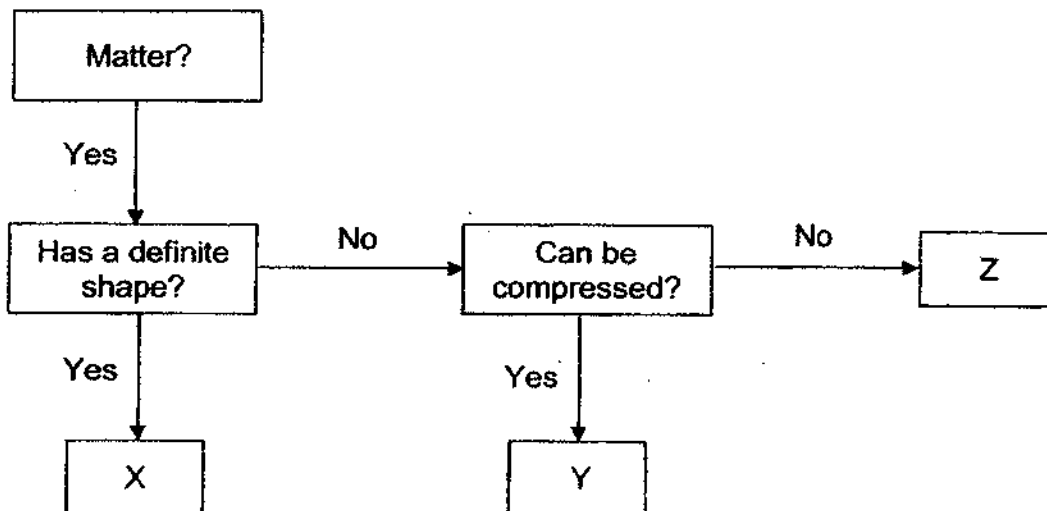 Matter?
Yes
Has a definite
shape?
No
Can be
compressed?
No
Z
Yes
Yes
X
Y